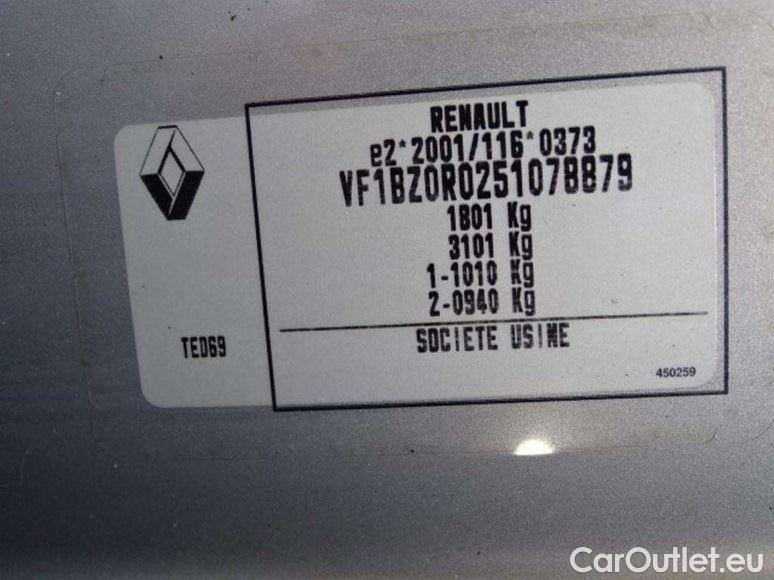 RENAULT
e2*2001/116*0373
VF1BZ0R0251078879
1801 Kg
3101 Kg
1-1010 Kg
2-0940 Kg
TED69
SOCIETE USINE
450259
CarOutlet.eu